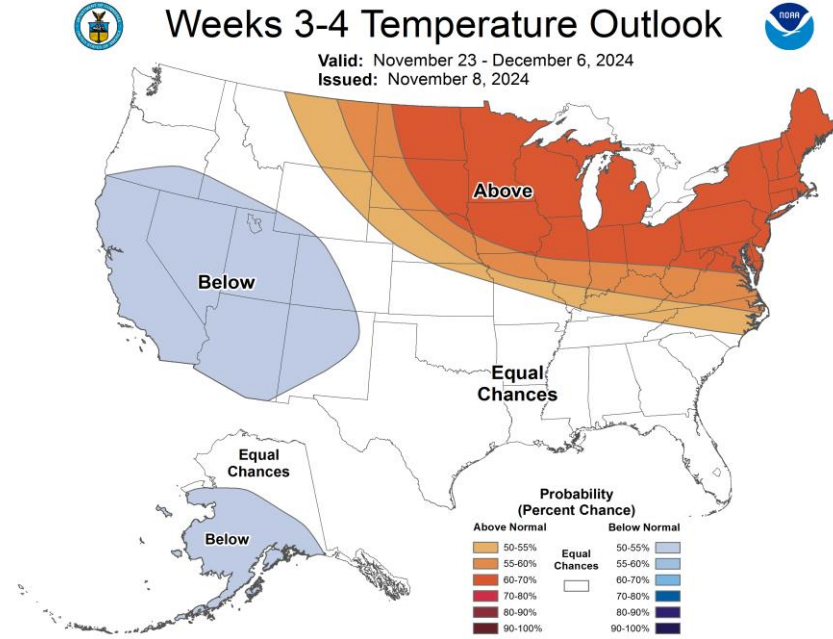 Weeks 3-4 Temperature Outlook
NOAA
Valid: November 23 - December 6, 2024
Issued: November 8, 2024
Above
Below
Equal
Chances
Equal
Chances
Below
Probability
(Percent Chance)
Above Normal
Below Normal
50-55%
55-60%
60-70%
70-80%
80-90%
90-100%
Equal
Chances
50-55%
55-60%
60-70%
70-80%
80-90%
90-100%